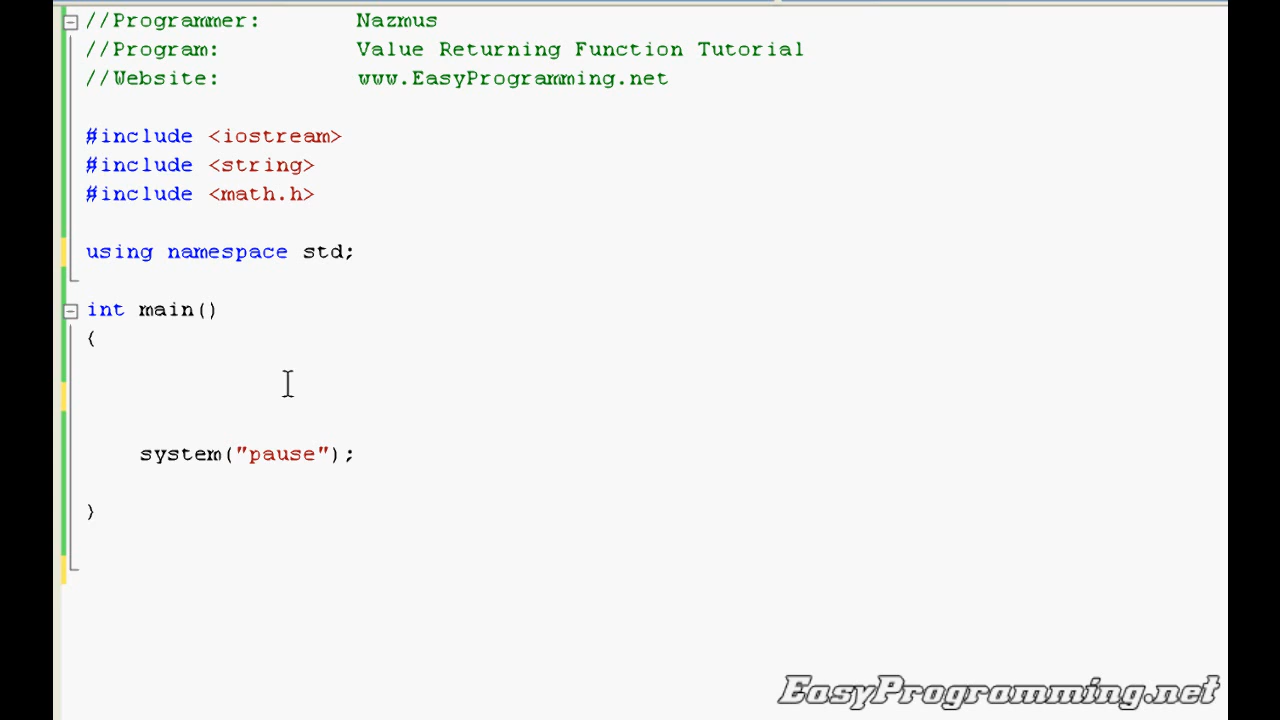 //Programmer: Nazmus
//Program: Value Returning Function Tutorial
//Website: www.EasyProgramming.net
#include <iostream>
#include <string>
#include <math.h>
using namespace std;
int main()
{
system("pause");
}
EasyProgramming.net